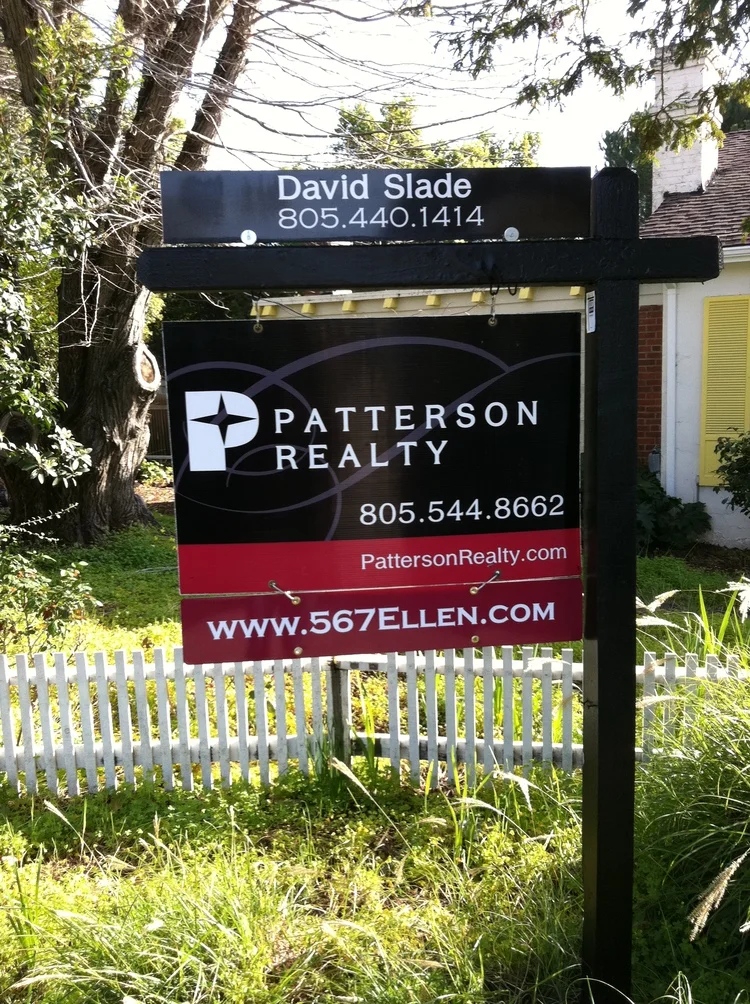 David Slade
805.440.1414
PATTERSON
REALTY
805.544.8662
PattersonRealty.com
WWW.567ELLEN.COM